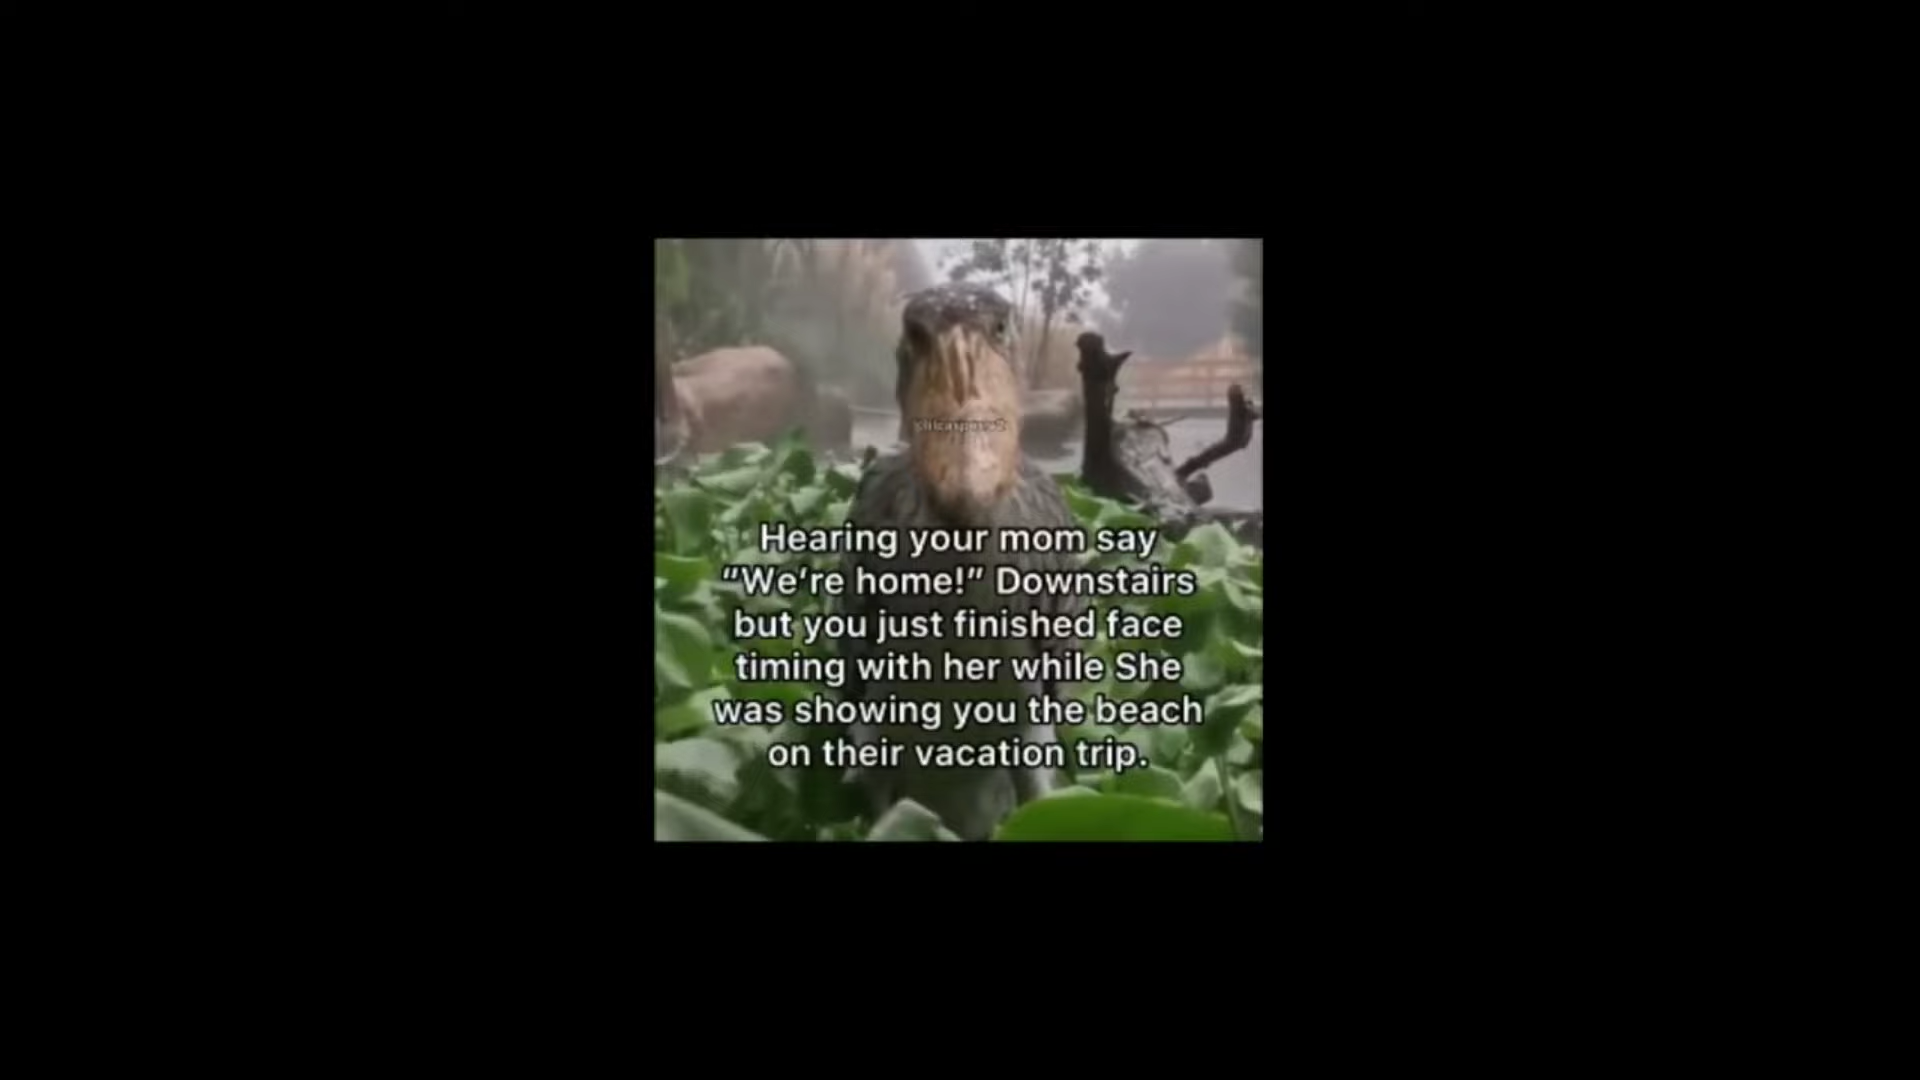 Hearing your mom say
“We’re home!” Downstairs
but you just finished face
timing with her while She
was showing you the beach
on their vacation trip.